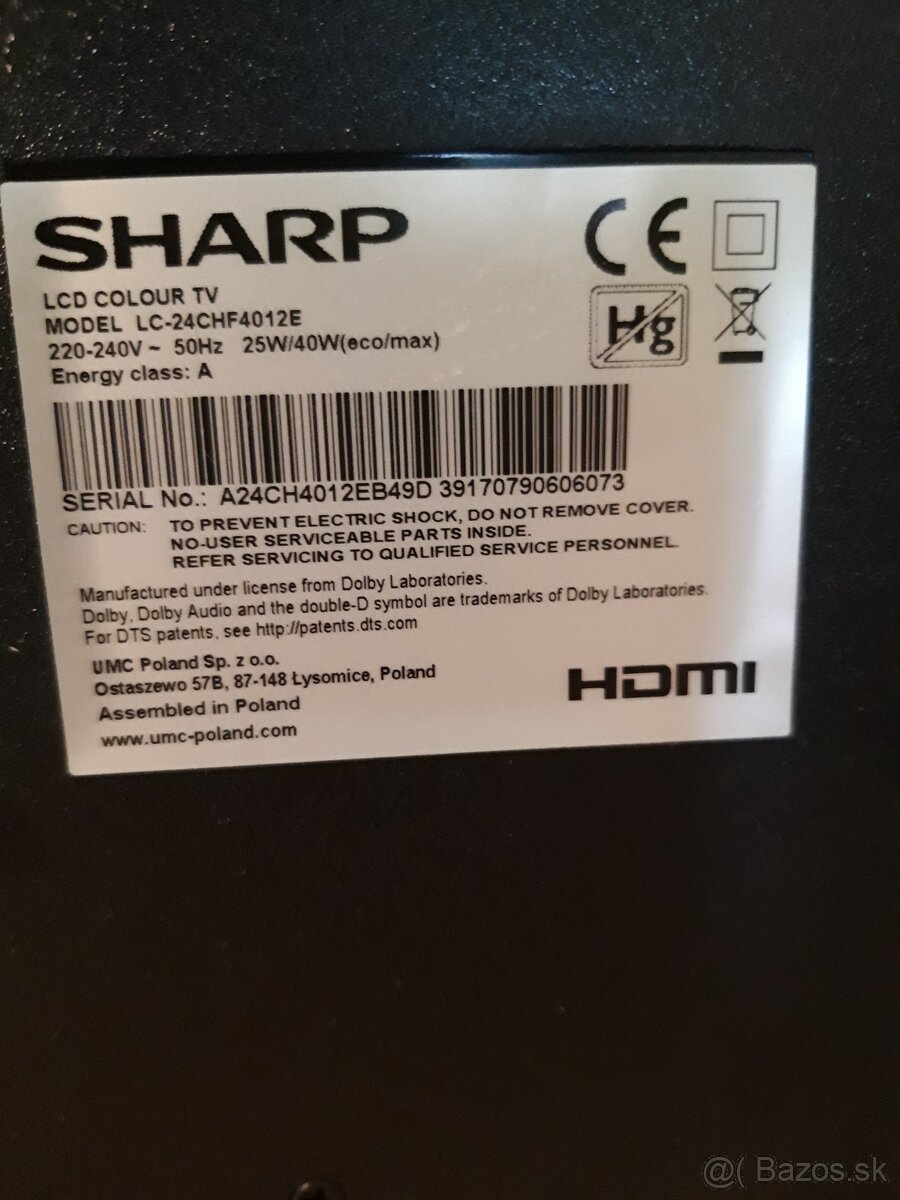 SHARP
CE
LCD COLOUR TV
MODEL LC-24CHF4012E
220-240V ~ 50Hz 25W/40W(eco/max)
Energy class: A
Hg
SERIAL No.: A24CH4012EB49D 39170790606073
CAUTION: TO PREVENT ELECTRIC SHOCK, DO NOT REMOVE COVER.
NO-USER SERVICEABLE PARTS INSIDE.
REFER SERVICING TO QUALIFIED SERVICE PERSONNEL.
Manufactured under license from Dolby Laboratories.
Dolby, Dolby Audio and the double-D symbol are trademarks of Dolby Laboratories.
For DTS patents, see http://patents.dts.com
UMC Poland Sp. z o.o.
Ostaszewo 57B, 87-148 Łysomice, Poland
Assembled in Poland
www.umc-poland.com
HDMI
@( Bazos.sk